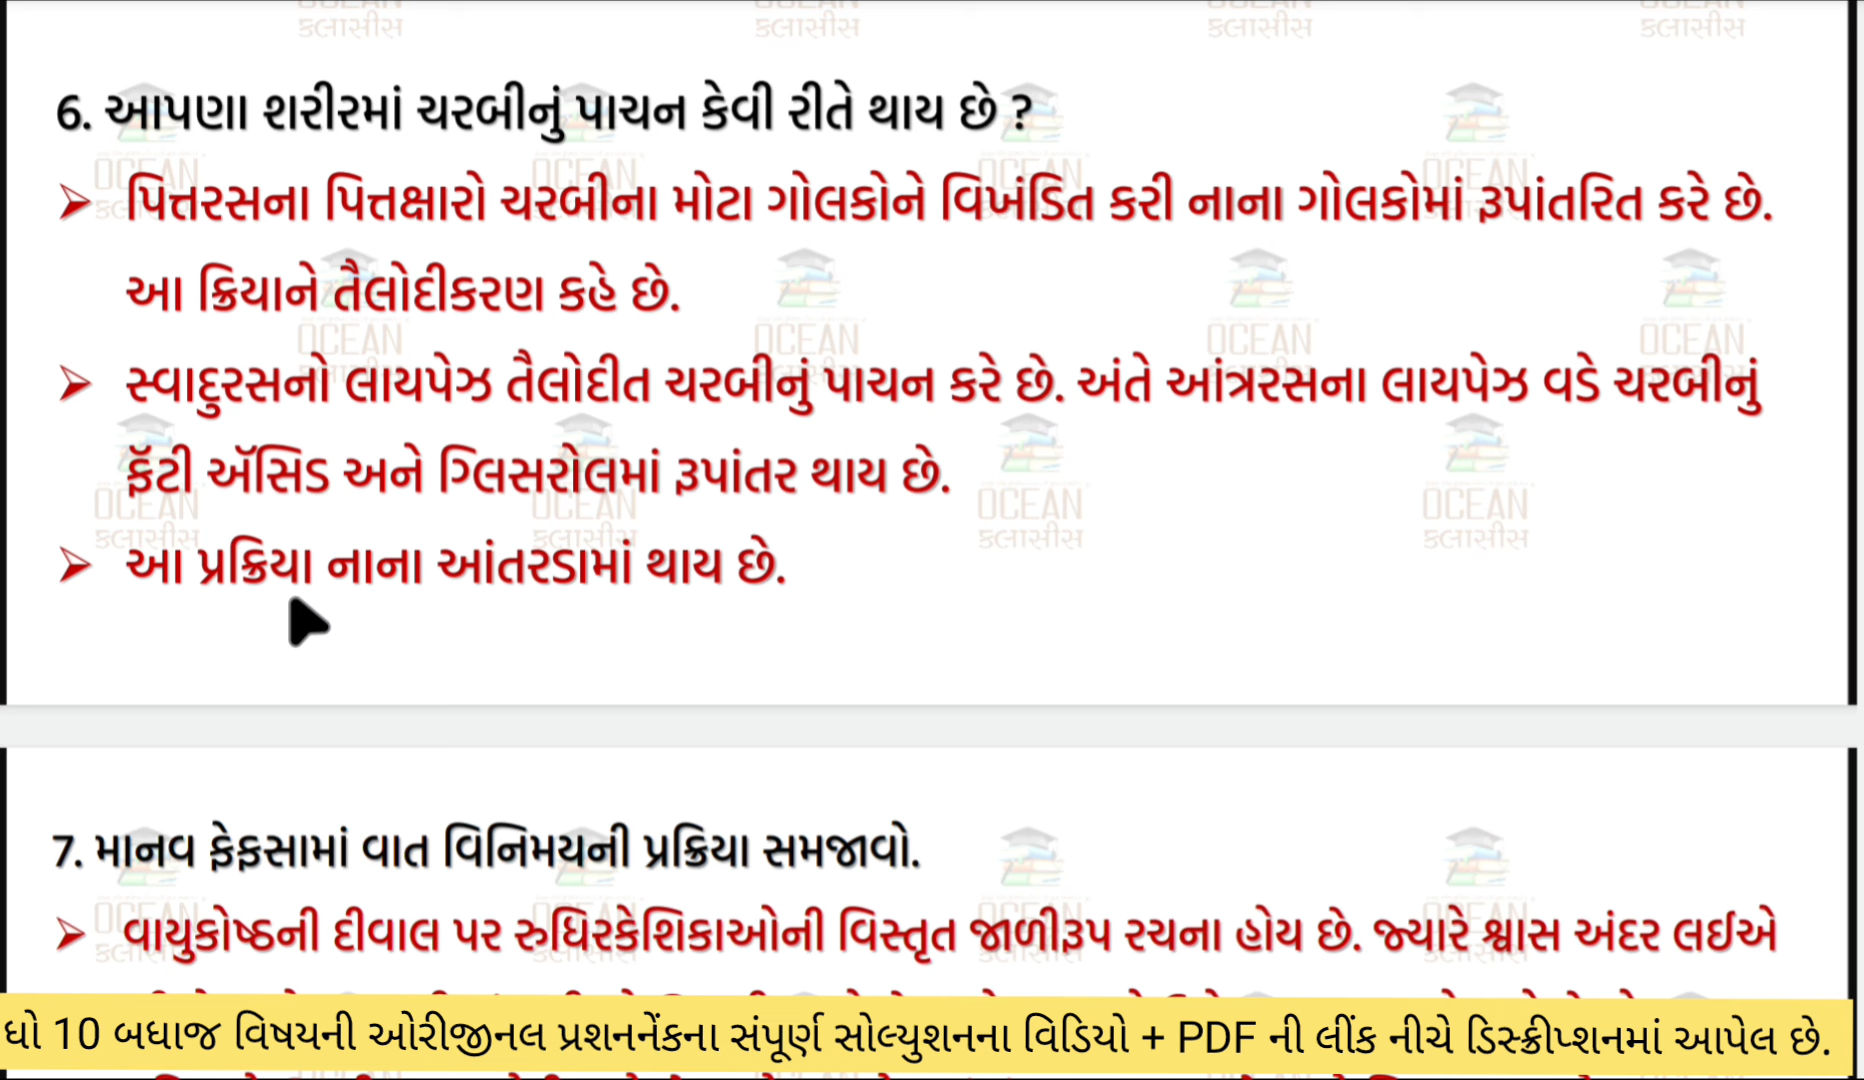 6. આપણા શરીરમાં ચરબીનું પાચન કેવી રીતે થાય છે ?
➢ પિત્તરસના પિત્તક્ષારો ચરબીના મોટા ગોલકોને વિખંડિત કરી નાના ગોલકોમાં રૂપાંતરિત કરે છે.
આ ક્રિયાને તૈલોદીકરણ કહે છે.
➢ સ્વાદુરસનો લાયપેઝ તૈલોદીત ચરબીનું પાચન કરે છે. અંતે આંત્રરસના લાયપેઝ વડે ચરબીનું
ફૅટી ઍસિડ અને ગ્લિસરોલમાં રૂપાંતર થાય છે.
➢ આ પ્રક્રિયા નાના આંતરડામાં થાય છે.
7. માનવ ફેફસામાં વાત વિનિમયની પ્રક્રિયા સમજાવો.
➢ વાયુકોષ્ઠની દીવાલ પર રુધિરકેશિકાઓની વિસ્તૃત જાળીરૂપ રચના હોય છે. જ્યારે શ્વાસ અંદર લઈએ
ધો 10 બધાજ વિષયની ઓરીજીનલ પ્રશનનેંકના સંપૂર્ણ સોલ્યુશનના વિડિયો + PDF ની લીંક નીચે ડિસ્ક્રીપ્શનમાં આપેલ છે.
OCEAN
ક્લાસીસ